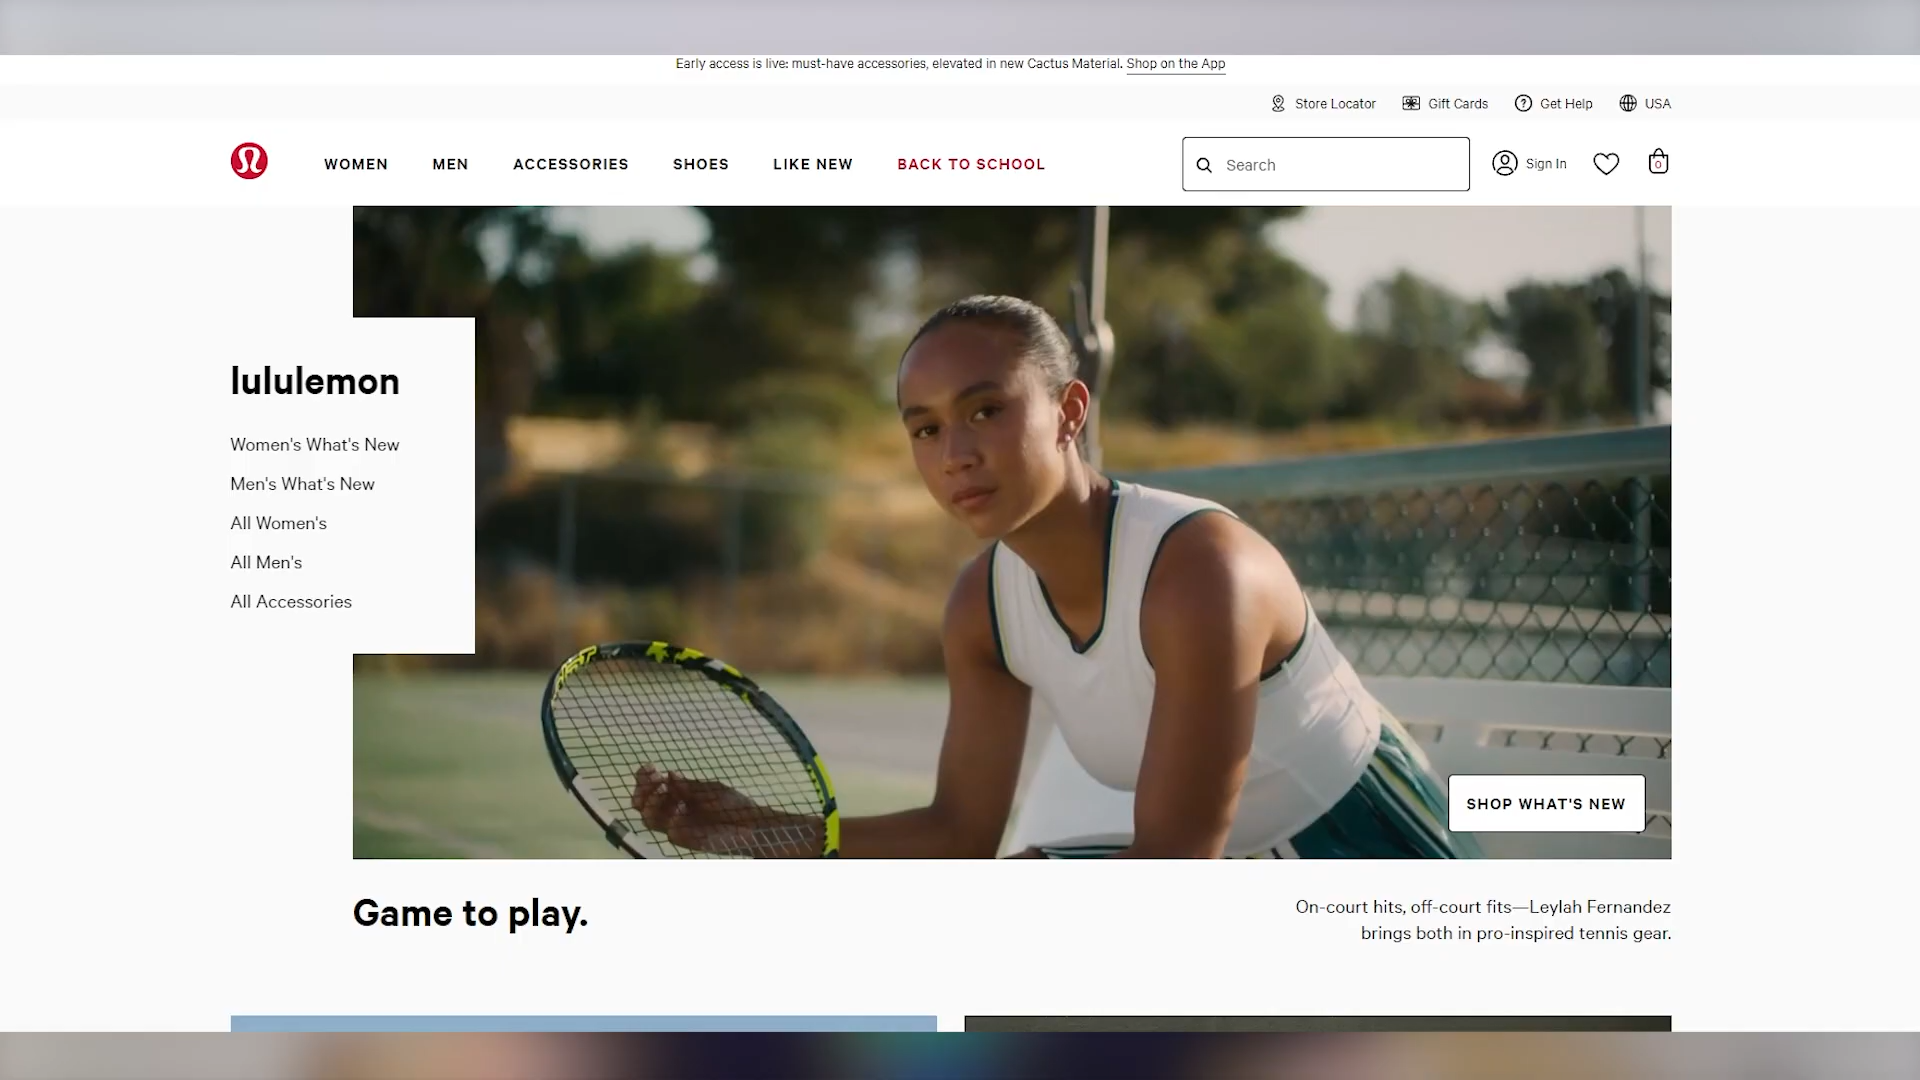 Early access is live: must-have accessories, elevated in new Cactus Material. Shop on the App
Store Locator
Gift Cards
Get Help
USA
WOMEN
MEN
ACCESSORIES
SHOES
LIKE NEW
BACK TO SCHOOL
Search
Sign In
0
lululemon
Women's What's New
Men's What's New
All Women's
All Men's
All Accessories
SHOP WHAT'S NEW
Game to play.
On-court hits, off-court fits—Leylah Fernandez
brings both in pro-inspired tennis gear.